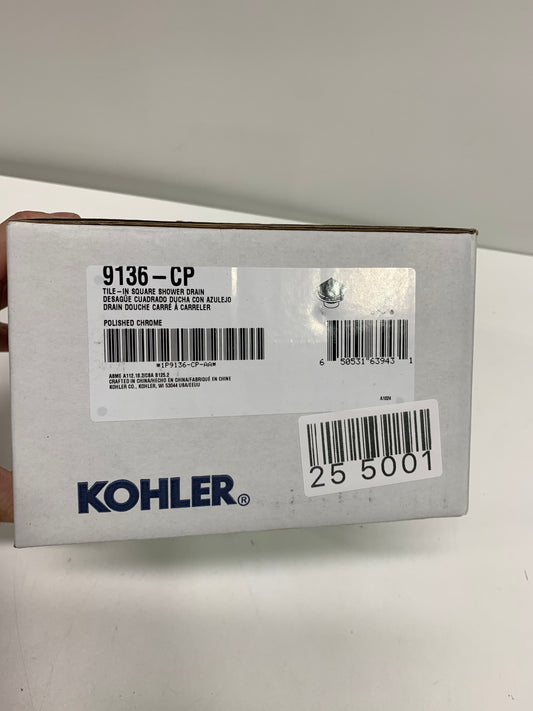 9136-CP
TILE-IN SQUARE SHOWER DRAIN
DESAGÜE CUADRADO DUCHA CON AZULEJO
DRAIN DOUCHE CARRÉ À CARRELER
POLISHED CHROME
*1P9136-CP-AA*
6 50531 63943 1
ASME A112.18.2/CSA B125.2
CRAFTED IN CHINA/HECHO EN CHINA/FABRIQUÉ EN CHINE
KOHLER CO., KOHLER, WI 53044 USA/EEUU
A1024
25 5001
KOHLER®